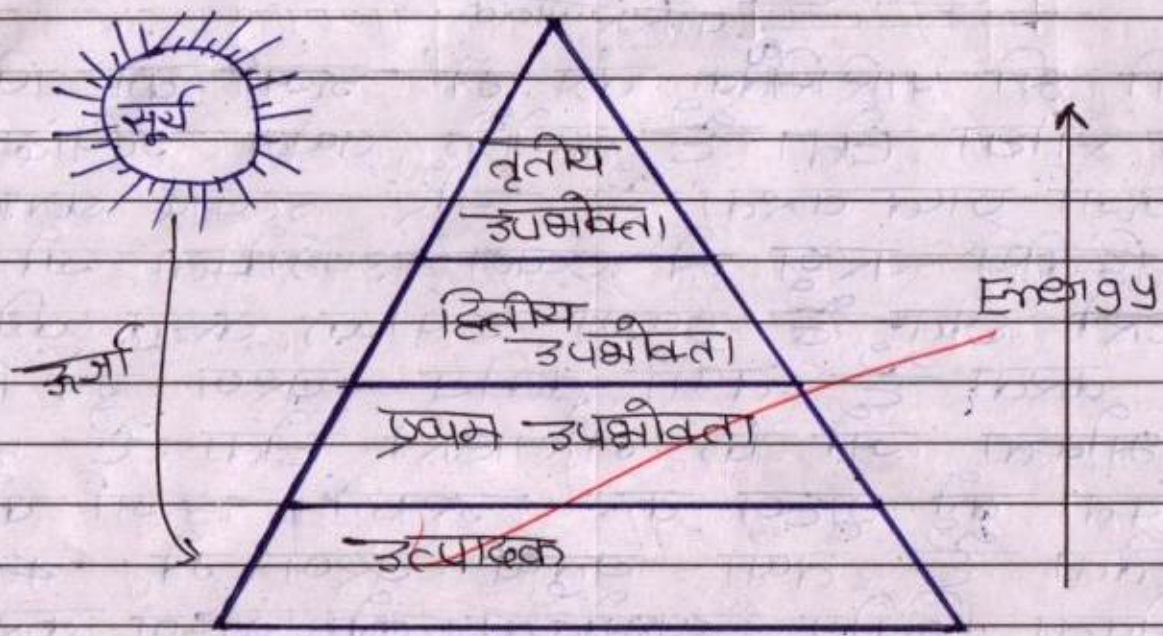 सूर्य
तृतीय
उपभोक्ता
द्वितीय
उपभोक्ता
Energy
ऊर्जा
प्रथम उपभोक्ता
उत्पादक